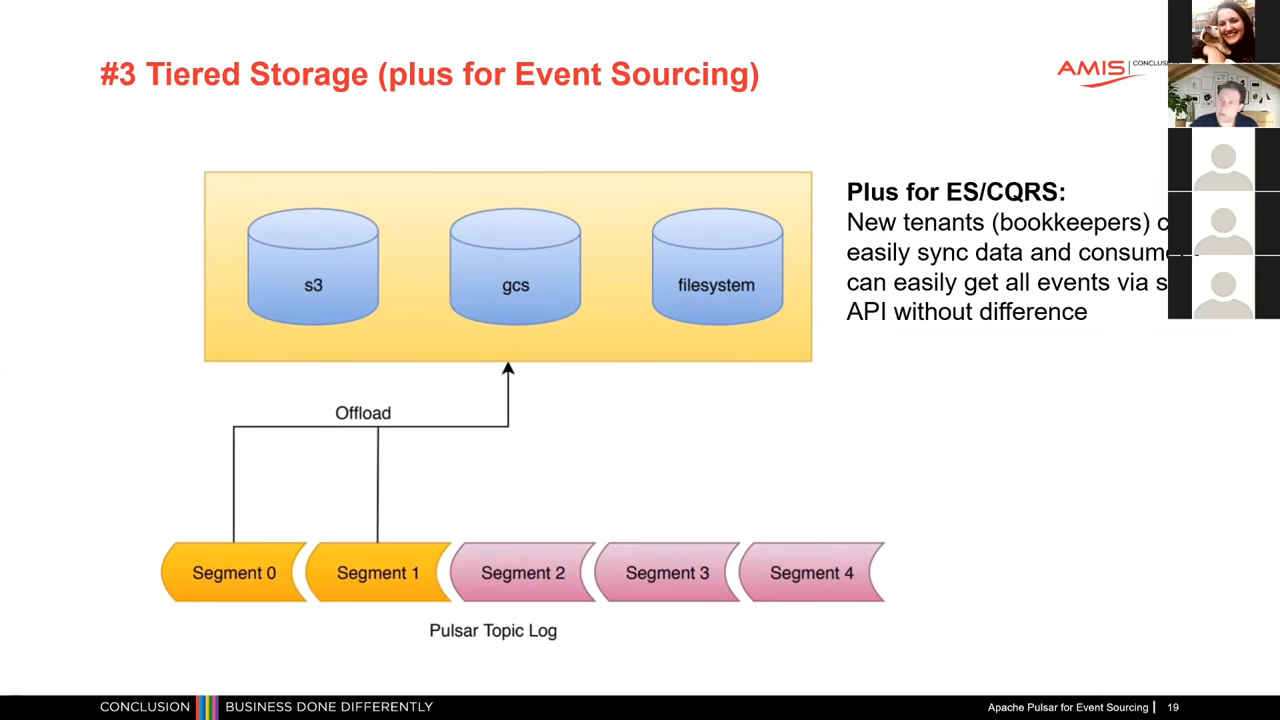 #3 Tiered Storage (plus for Event Sourcing)
AMIS
s3
gcs
filesystem
Plus for ES/CQRS:
New tenants (bookkeepers)
easily sync data and
can easily get all events via
API without difference
Offload
Segment 0
Segment 1
Segment 2
Segment 3
Segment 4
Pulsar Topic Log
CONCLUSION
BUSINESS DONE DIFFERENTLY
Apache Pulsar for Event Sourcing
19